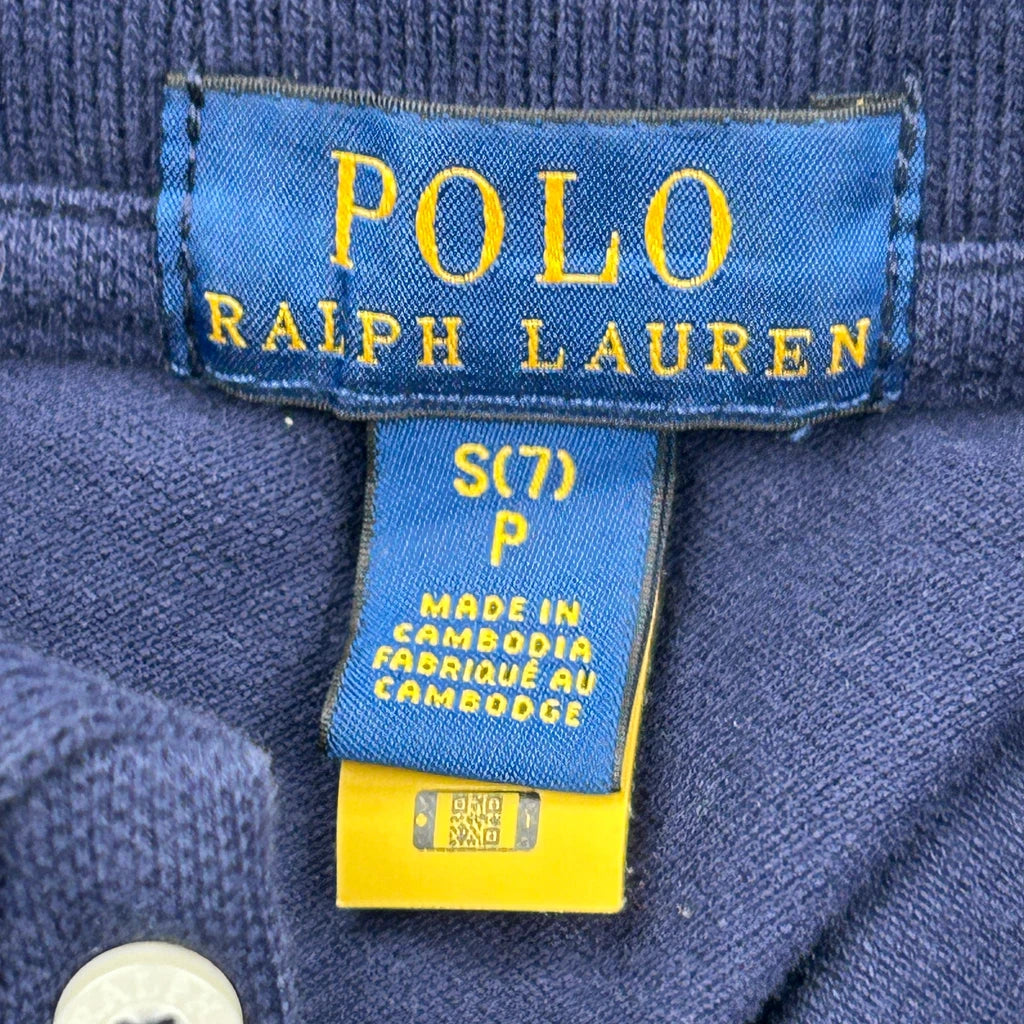 POLO
RALPH LAUREN
S(7)
P
MADE IN
CAMBODIA
FABRIQUÉ AU
CAMBODGE